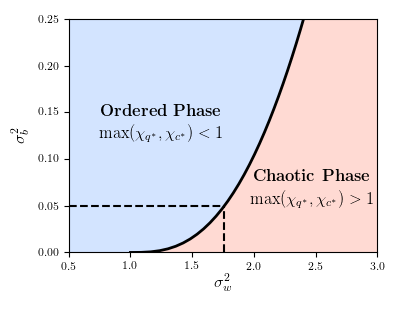 0.25
0.20
0.15
0.10
0.05
0.00
σ_b^2
Ordered Phase
max(χ_{q*}, χ_{c*}) < 1
Chaotic Phase
max(χ_{q*}, χ_{c*}) > 1
0.5 1.0 1.5 2.0 2.5 3.0
σ_w^2